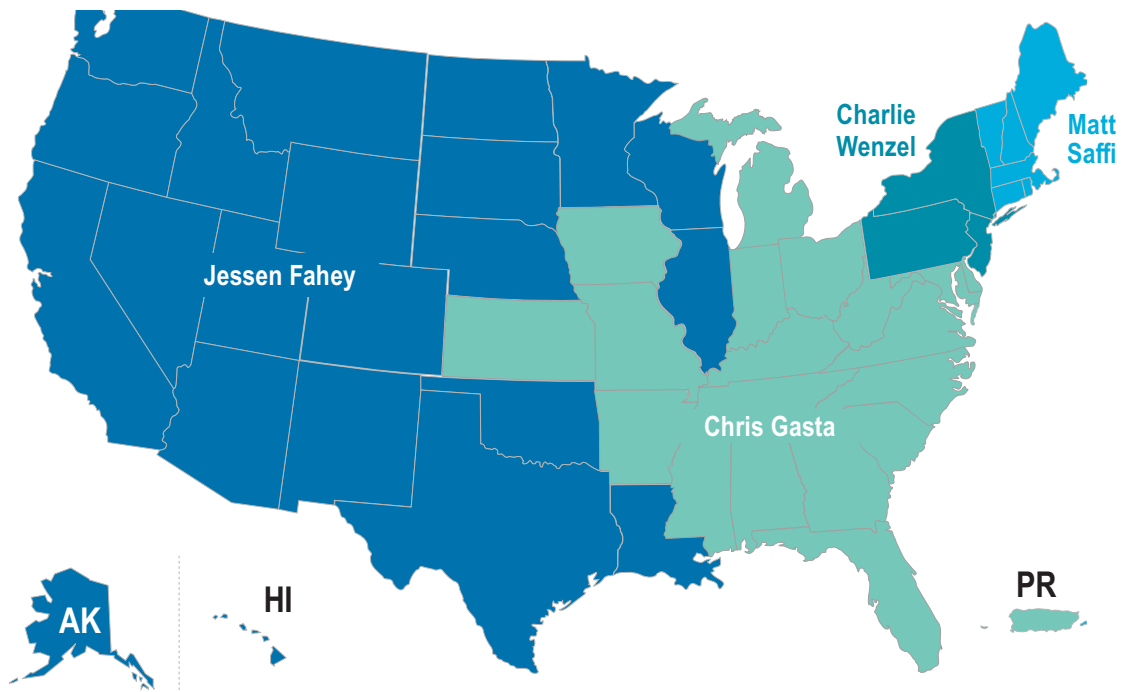 Charlie
Wenzel
Matt
Saffi
Jessen Fahey
Chris Gasta
AK
HI
PR